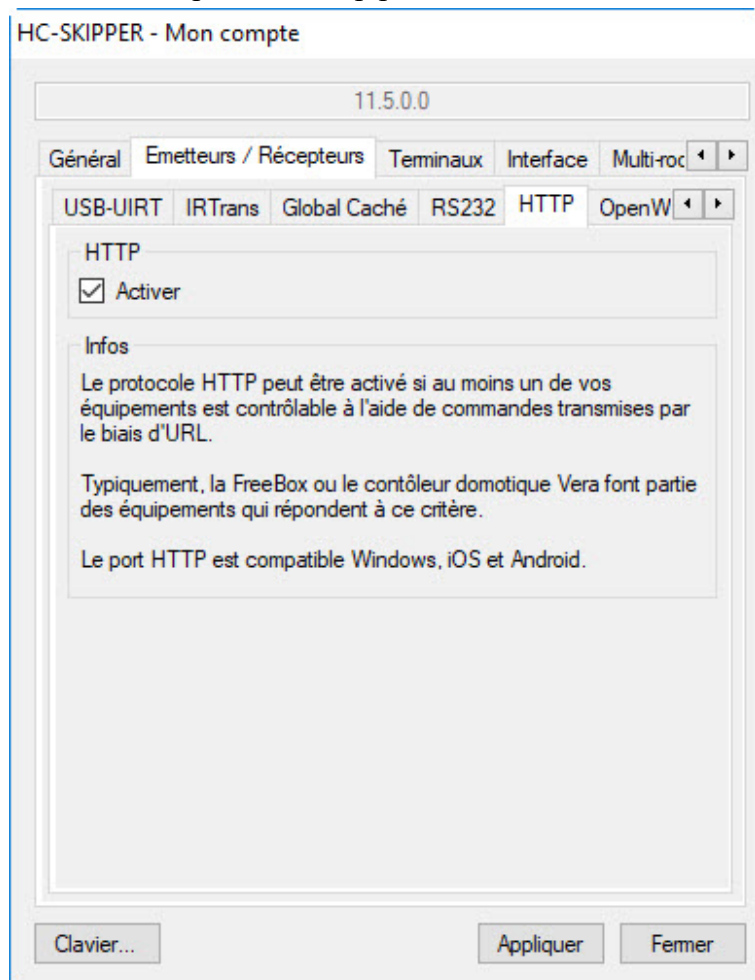 HC-SKIPPER - Mon compte
11.5.0.0
Général Emetteurs / Récepteurs Terminaux Interface
USB-UIRT IRTrans Global Caché RS232 HTTP
HTTP
Activer
Infos
Le protocole HTTP peut être activé si au moins un de vos
équipements est contrôlable à l'aide de commandes transmises par
le biais d'URL.
Typiquement, la FreeBox ou le contôleur domotique Vera font partie
des équipements qui répondent à ce critère.
Le port HTTP est compatible Windows, iOS et Android.
Clavier... Appliquer Fermer